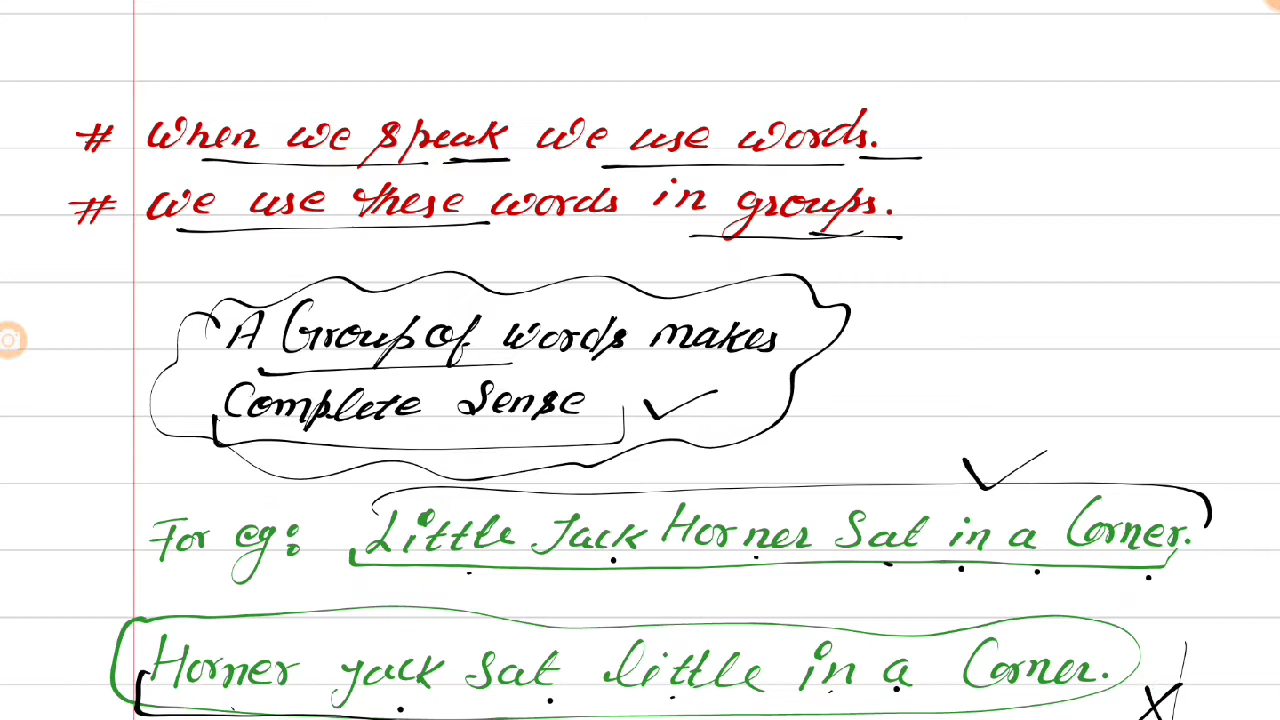 # When we speak we use words.
# We use these words in groups.
A Group of words makes
Complete Sense
For eg: Little Jack Horner Sat in a Corner.
Horner jack sat little in a Corner.